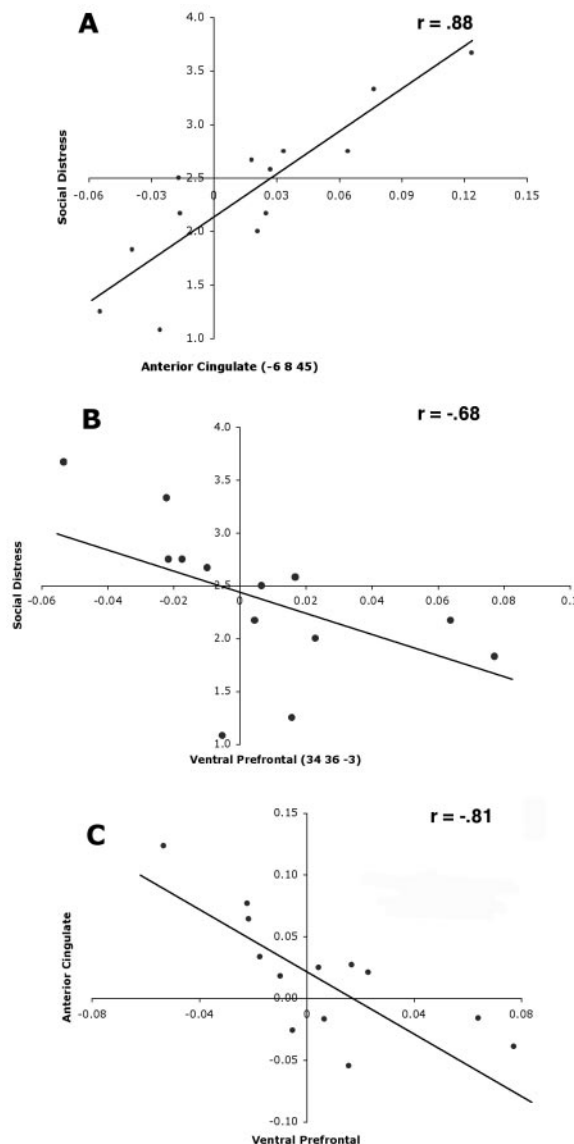 A
r = .88
4.0
3.5
3.0
2.5
2.0
1.5
1.0
-0.06 -0.03 0 0.03 0.06 0.09 0.12 0.15
Social Distress
Anterior Cingulate (-6 8 45)
B
r = -.68
4.0
3.5
3.0
2.5
2.0
1.5
1.0
-0.06 -0.04 -0.02 0 0.02 0.04 0.06 0.08 0.1
Social Distress
Ventral Prefrontal (34 36 -3)
C
r = -.81
0.15
0.10
0.05
0.00
-0.05
-0.10
-0.08 -0.04 0 0.04 0.08
Anterior Cingulate
Ventral Prefrontal